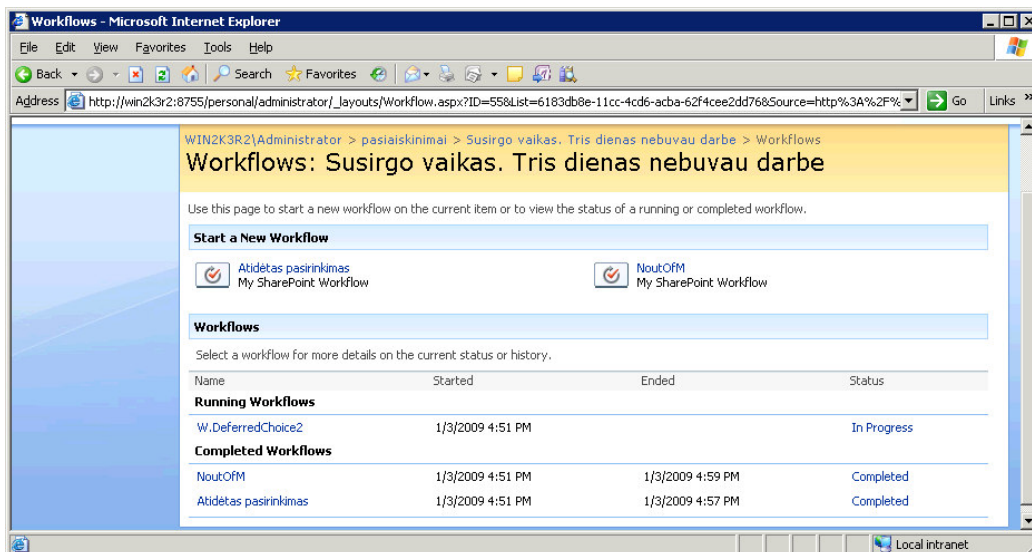 Workflows - Microsoft Internet Explorer
File Edit View Favorites Tools Help
Back Search Favorites
Address http://win2k3r2:8755/personal/administrator/_layouts/Workflow.aspx?ID=55&List=6183db8e-11cc-4cd6-acba-62f4cee2dd76&Source=http%3A%2F% Go Links »
WIN2K3R2\Administrator > pasiaiskinimai > Susirgo vaikas. Tris dienas nebuvau darbe > Workflows
Workflows: Susirgo vaikas. Tris dienas nebuvau darbe
Use this page to start a new workflow on the current item or to view the status of a running or completed workflow.
Start a New Workflow
Atidėtas pasirinkimas NoutOfM
My SharePoint Workflow My SharePoint Workflow
Workflows
Select a workflow for more details on the current status or history.
Name Started Ended Status
Running Workflows
W.DeferredChoice2 1/3/2009 4:51 PM In Progress
Completed Workflows
NoutOfM 1/3/2009 4:51 PM 1/3/2009 4:59 PM Completed
Atidėtas pasirinkimas 1/3/2009 4:51 PM 1/3/2009 4:57 PM Completed
Local intranet